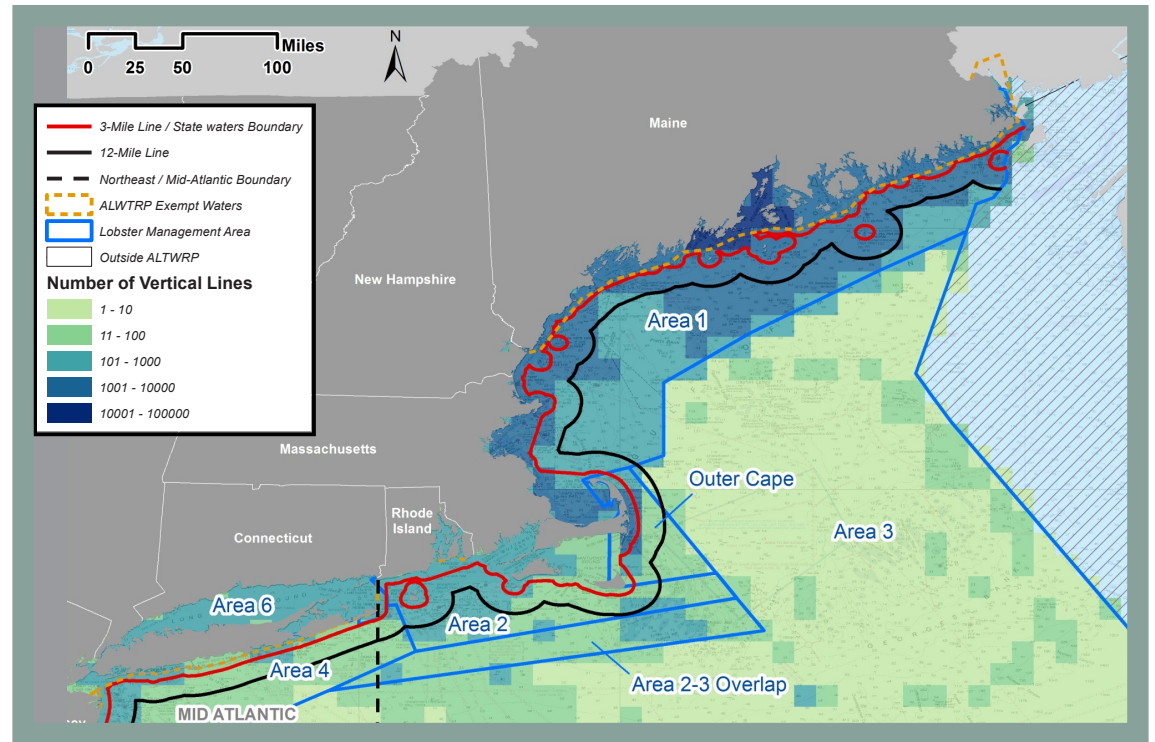 N
Miles
0 25 50 100
3-Mile Line / State waters Boundary
12-Mile Line
Northeast / Mid-Atlantic Boundary
ALWTRP Exempt Waters
Lobster Management Area
Outside ALTWRP
Number of Vertical Lines
1 - 10
11 - 100
101 - 1000
1001 - 10000
10001 - 100000
Maine
New Hampshire
Area 1
Massachusetts
Outer Cape
Rhode
Island
Connecticut
Area 3
Area 6
Area 2
Area 4
Area 2-3 Overlap
MID ATLANTIC